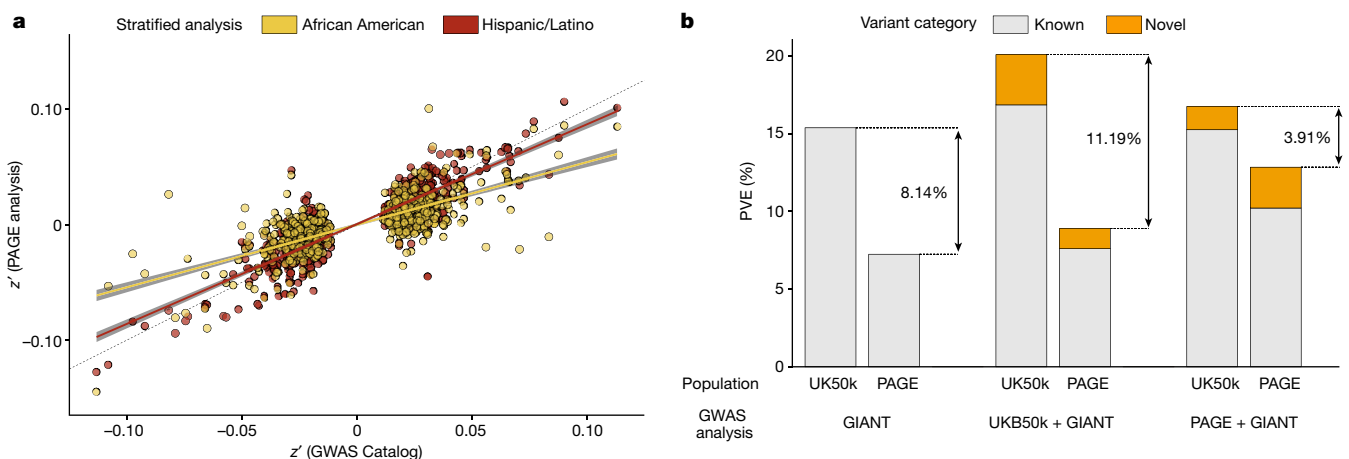 a
Stratified analysis African American Hispanic/Latino
0.10
0
−0.10
z′ (PAGE analysis)
−0.10 −0.05 0 0.05 0.10
z′ (GWAS Catalog)
b
Variant category Known Novel
20
15
10
5
0
PVE (%)
8.14%
11.19%
3.91%
Population UK50k PAGE UK50k PAGE UK50k PAGE
GWAS
analysis
GIANT UKB50k + GIANT PAGE + GIANT